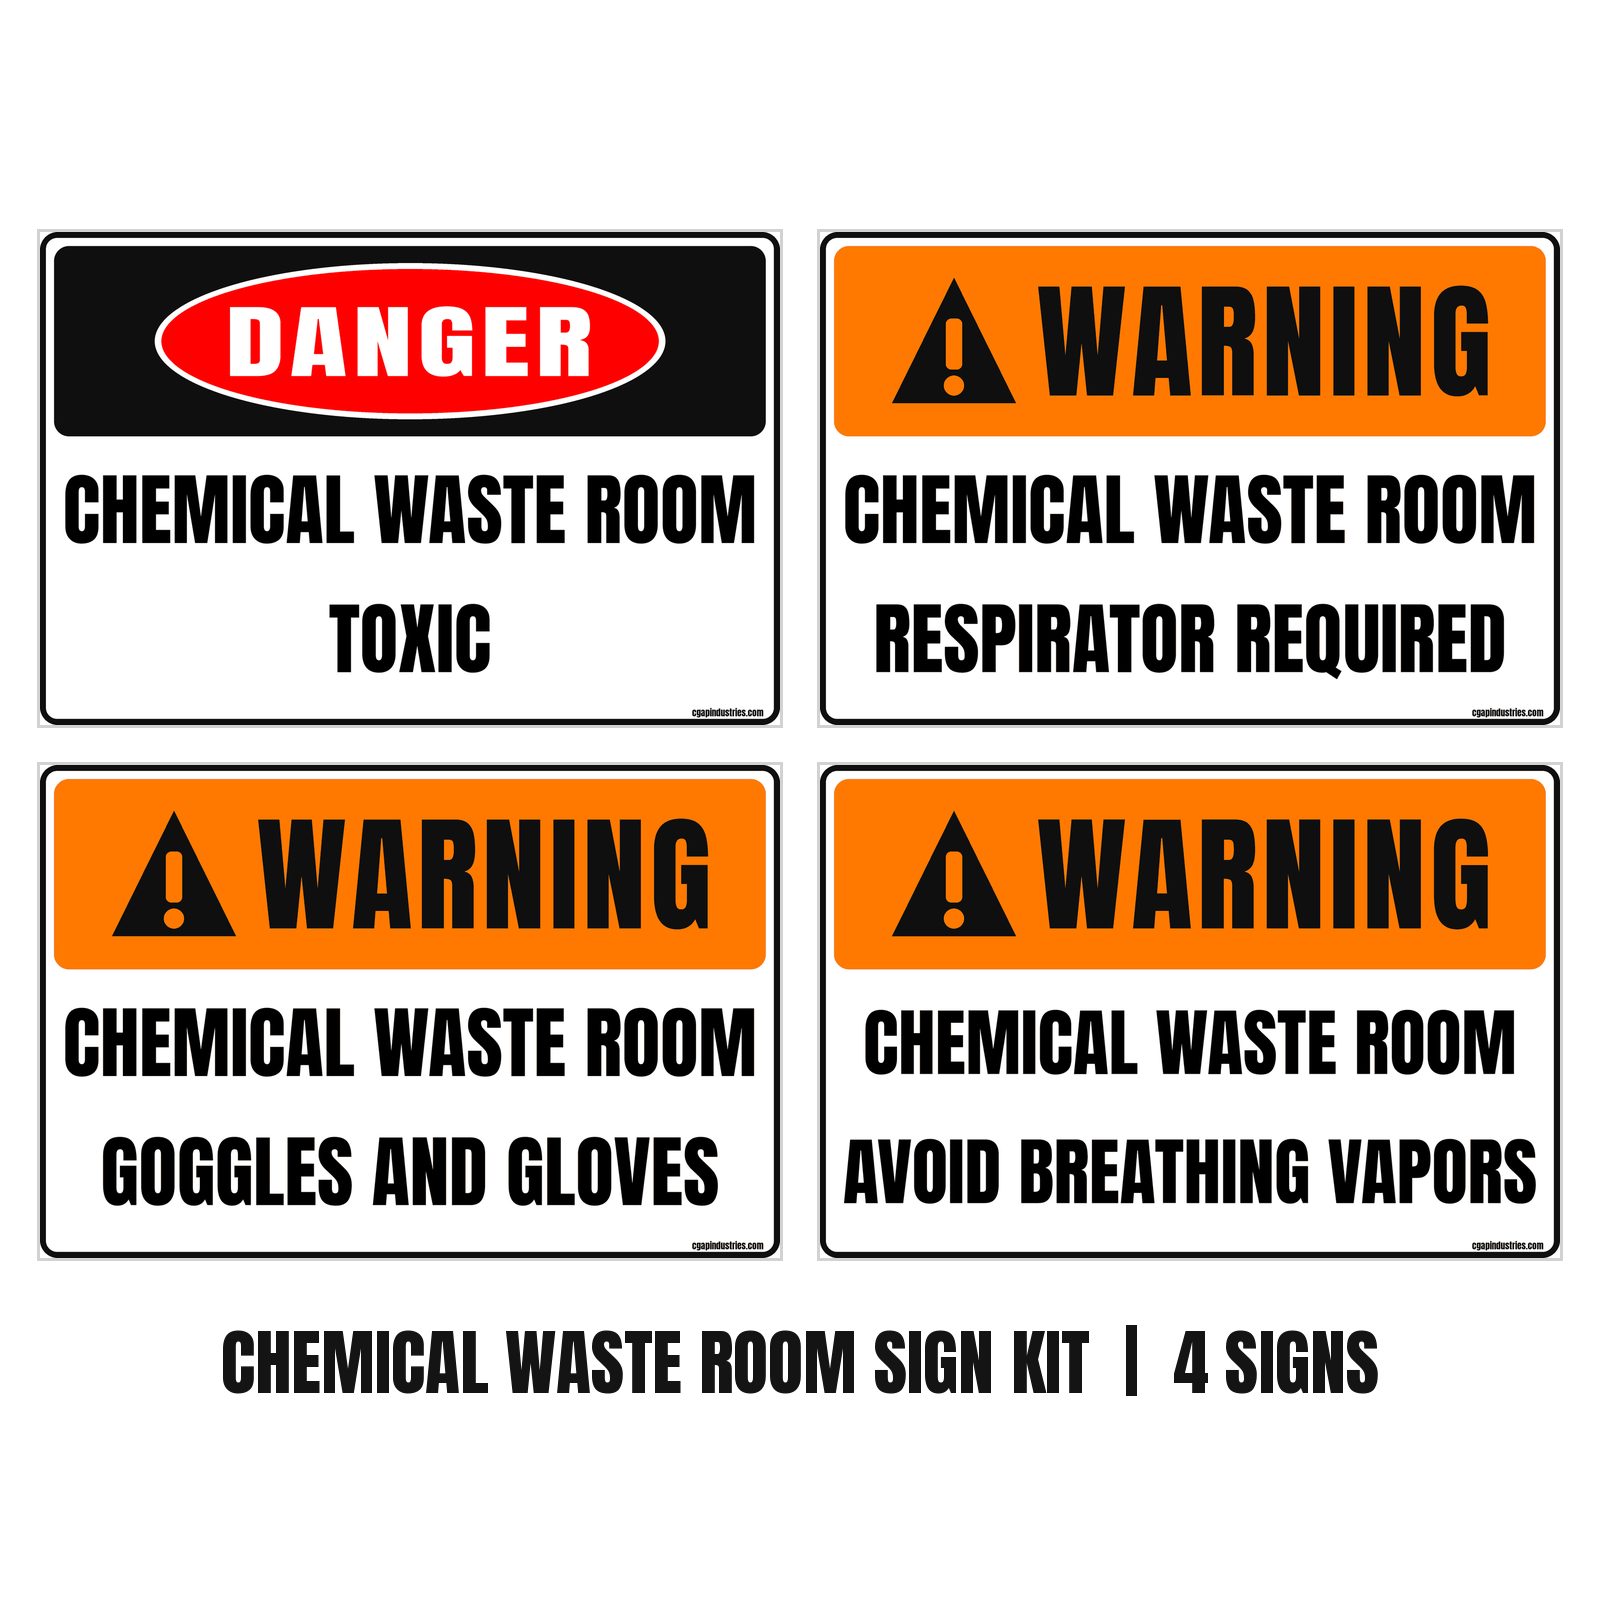 DANGER
CHEMICAL WASTE ROOM
TOXIC
cgapindustries.com
WARNING
CHEMICAL WASTE ROOM
RESPIRATOR REQUIRED
cgapindustries.com
WARNING
CHEMICAL WASTE ROOM
GOGGLES AND GLOVES
cgapindustries.com
WARNING
CHEMICAL WASTE ROOM
AVOID BREATHING VAPORS
cgapindustries.com
CHEMICAL WASTE ROOM SIGN KIT | 4 SIGNS